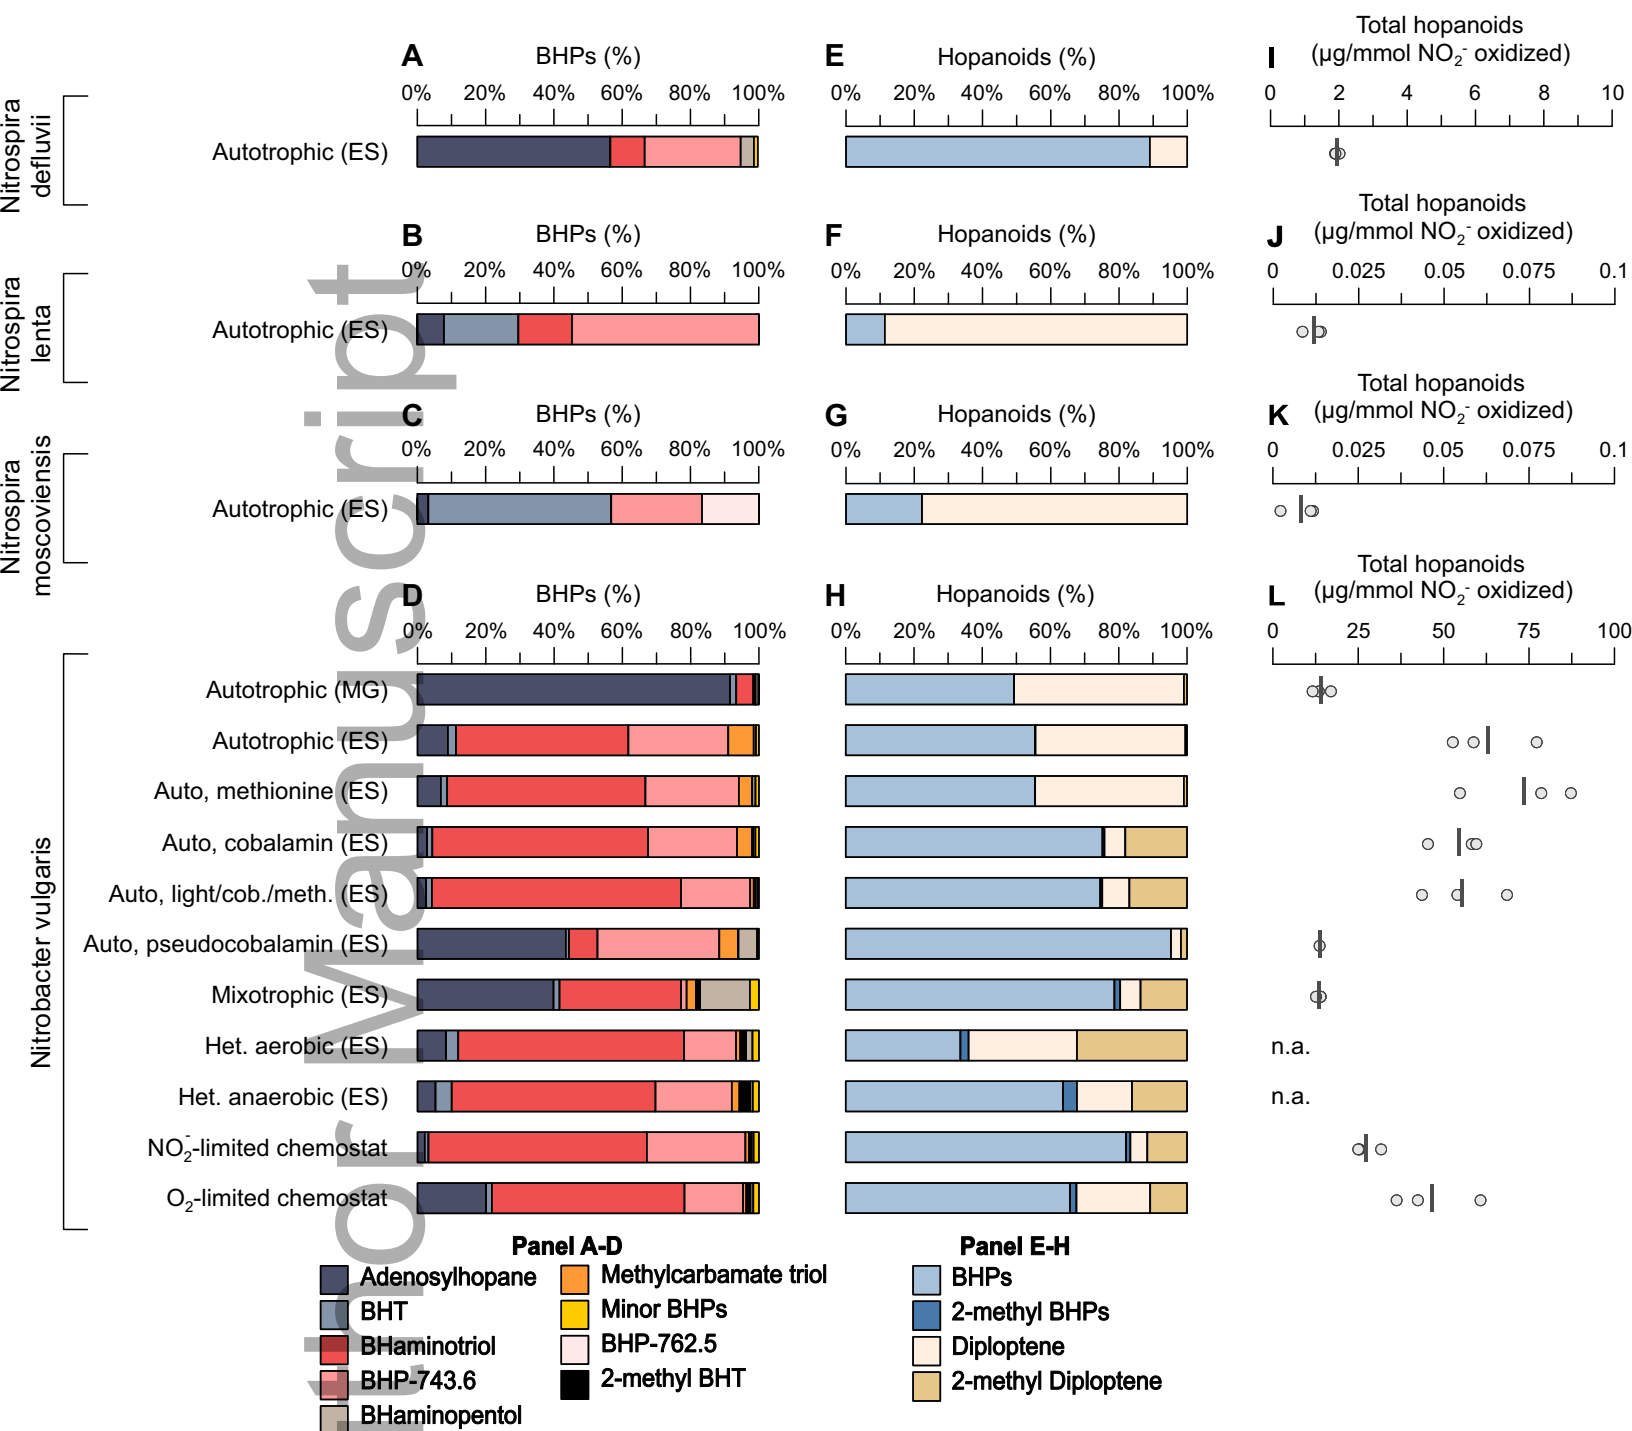 A BHPs (%) E Hopanoids (%) I Total hopanoids
(µg/mmol NO2- oxidized)
0% 20% 40% 60% 80% 100% 0% 20% 40% 60% 80% 100% 0 2 4 6 8 10
Nitrospira
defluvii
Autotrophic (ES)
B BHPs (%) F Hopanoids (%) J Total hopanoids
(µg/mmol NO2- oxidized)
0% 20% 40% 60% 80% 100% 0% 20% 40% 60% 80% 100% 0 0.025 0.05 0.075 0.1
Nitrospira
lenta
Autotrophic (ES)
C BHPs (%) G Hopanoids (%) K Total hopanoids
(µg/mmol NO2- oxidized)
0% 20% 40% 60% 80% 100% 0% 20% 40% 60% 80% 100% 0 0.025 0.05 0.075 0.1
Nitrospira
moscoviensis
Autotrophic (ES)
D BHPs (%) H Hopanoids (%) L Total hopanoids
(µg/mmol NO2- oxidized)
0% 20% 40% 60% 80% 100% 0% 20% 40% 60% 80% 100% 0 25 50 75 100
Nitrobacter vulgaris
Autotrophic (MG)
Autotrophic (ES)
Auto, methionine (ES)
Auto, cobalamin (ES)
Auto, light/cob./meth. (ES)
Auto, pseudocobalamin (ES)
Mixotrophic (ES)
Het. aerobic (ES) n.a.
Het. anaerobic (ES) n.a.
NO2--limited chemostat
O2-limited chemostat
Panel A-D
Adenosylhopane
BHT
BHaminotriol
BHP-743.6
BHaminopentol
Methylcarbamate triol
Minor BHPs
BHP-762.5
2-methyl BHT
Panel E-H
BHPs
2-methyl BHPs
Diploptene
2-methyl Diploptene
thor Manuscript